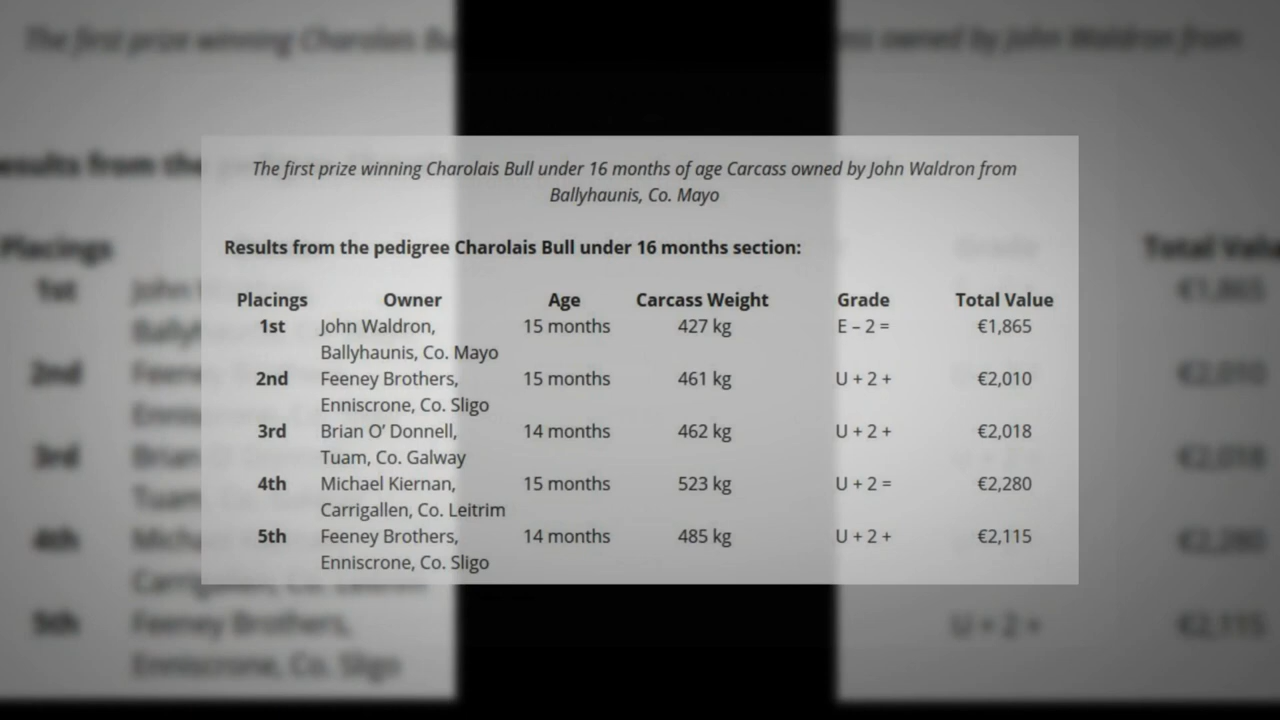 The first prize winning Charolais Bull under 16 months of age Carcass owned by John Waldron from
Ballyhaunis, Co. Mayo
Results from the pedigree Charolais Bull under 16 months section:
Placings Owner Age Carcass Weight Grade Total Value
1st John Waldron, 15 months 427 kg E – 2 = €1,865
Ballyhaunis, Co. Mayo
2nd Feeney Brothers, 15 months 461 kg U + 2 + €2,010
Enniscrone, Co. Sligo
3rd Brian O’ Donnell, 14 months 462 kg U + 2 + €2,018
Tuam, Co. Galway
4th Michael Kiernan, 15 months 523 kg U + 2 = €2,280
Carrigallen, Co. Leitrim
5th Feeney Brothers, 14 months 485 kg U + 2 + €2,115
Enniscrone, Co. Sligo